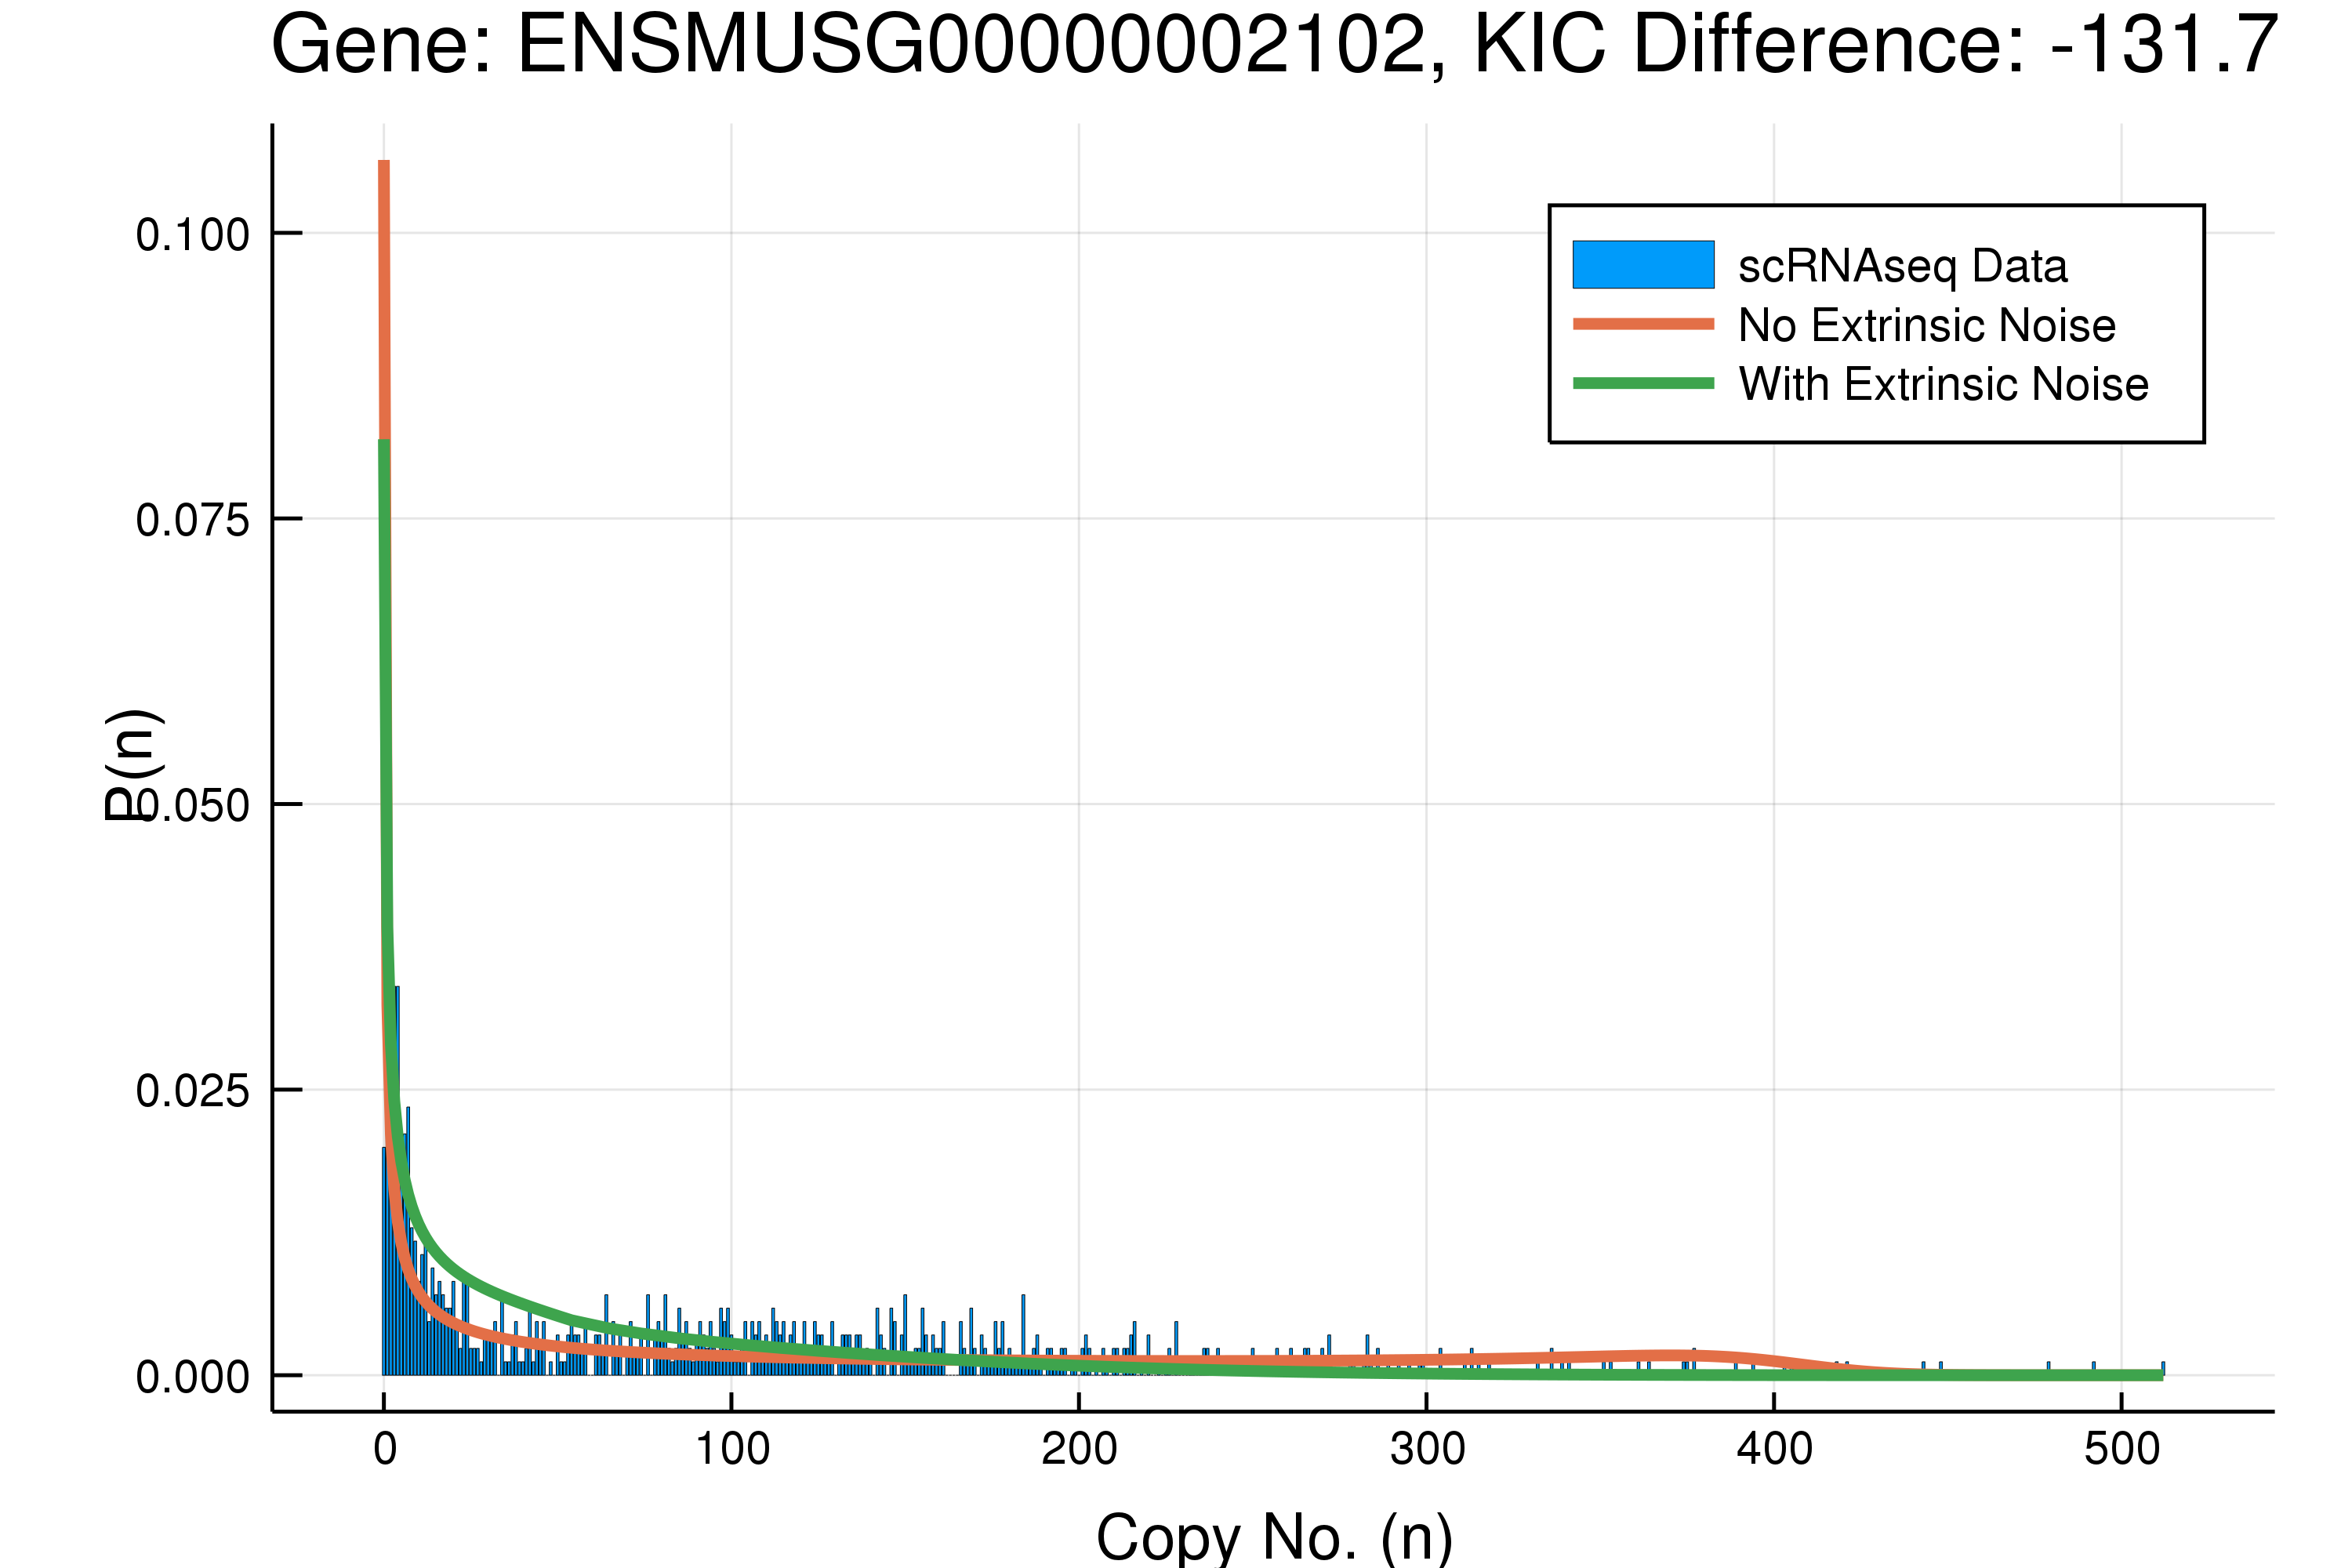 Gene: ENSMUSG00000002102, KIC Difference: -131.7
0.100
0.075
0.050
0.025
0.000
P(n)
scRNAseq Data
No Extrinsic Noise
With Extrinsic Noise
0 100 200 300 400 500
Copy No. (n)